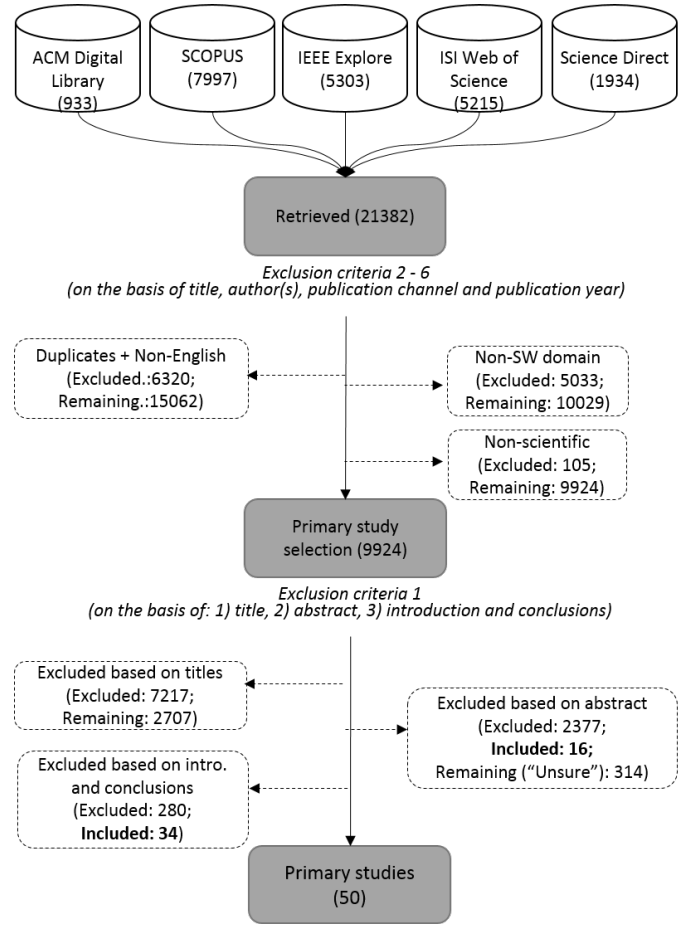 ACM Digital
Library
(933)
SCOPUS
(7997)
IEEE Explore
(5303)
ISI Web of
Science
(5215)
Science Direct
(1934)
Retrieved (21382)
Exclusion criteria 2 - 6
(on the basis of title, author(s), publication channel and publication year)
Duplicates + Non-English
(Excluded.:6320;
Remaining.:15062)
Non-SW domain
(Excluded: 5033;
Remaining: 10029)
Non-scientific
(Excluded: 105;
Remaining: 9924)
Primary study
selection (9924)
Exclusion criteria 1
(on the basis of: 1) title, 2) abstract, 3) introduction and conclusions)
Excluded based on titles
(Excluded: 7217;
Remaining: 2707)
Excluded based on abstract
(Excluded: 2377;
Included: 16;
Remaining (“Unsure”): 314)
Excluded based on intro.
and conclusions
(Excluded: 280;
Included: 34)
Primary studies
(50)